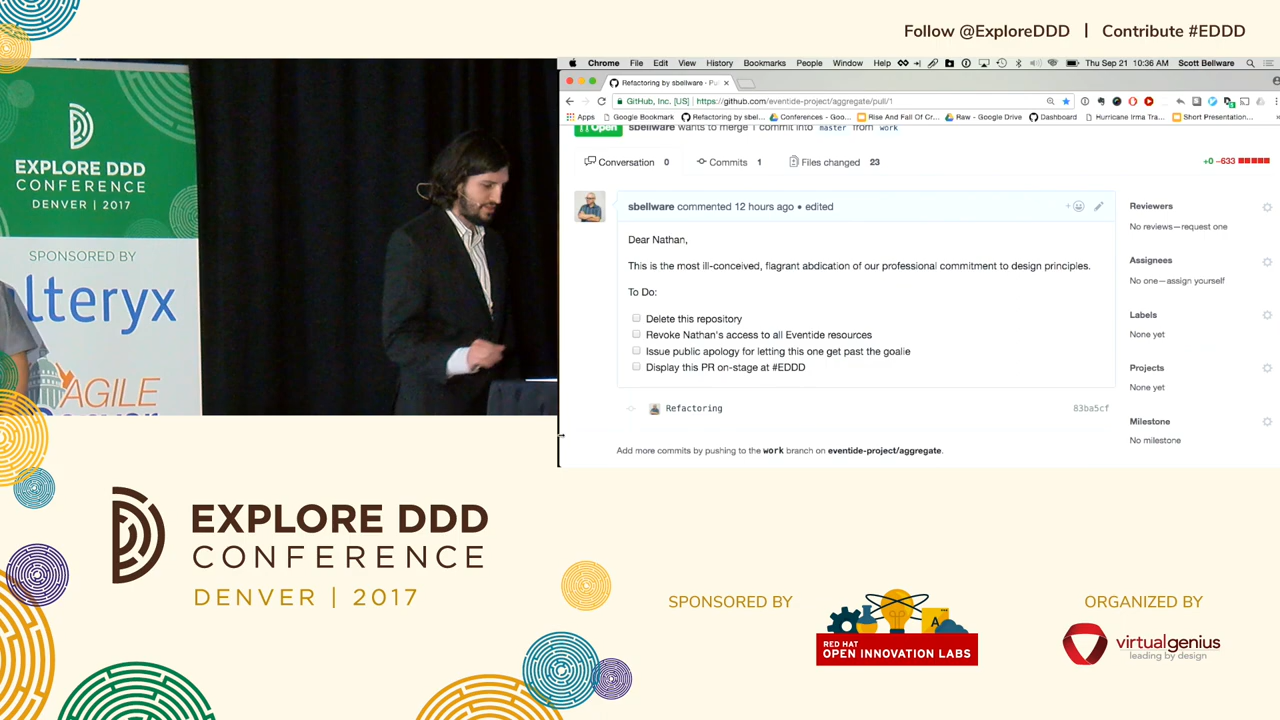 Follow @ExploreDDD | Contribute #EDDD
EXPLORE DDD
CONFERENCE
DENVER | 2017
SPONSORED BY
lteryx
AGILE
Chrome File Edit View History Bookmarks People Window Help Thu Sep 21 10:36 AM Scott Bellware
Refactoring by sbellware · Pu
GitHub, Inc. [US] | https://github.com/eventide-project/aggregate/pull/1
Apps Google Bookmark Refactoring by sbel... Conferences - Goo... Rise And Fall Of Cr... Raw - Google Drive Dashboard Hurricane Irma Tra... Short Presentation...
Open sbellware wants to merge 1 commit into master from work
Conversation 0 Commits 1 Files changed 23 +0 −633
sbellware commented 12 hours ago • edited
Dear Nathan,
This is the most ill-conceived, flagrant abdication of our professional commitment to design principles.
To Do:
Delete this repository
Revoke Nathan's access to all Eventide resources
Issue public apology for letting this one get past the goalie
Display this PR on-stage at #EDDD
Refactoring 83ba5cf
Add more commits by pushing to the work branch on eventide-project/aggregate.
Reviewers
No reviews—request one
Assignees
No one—assign yourself
Labels
None yet
Projects
None yet
Milestone
No milestone
EXPLORE DDD
CONFERENCE
DENVER | 2017
SPONSORED BY
RED HAT
OPEN INNOVATION LABS
ORGANIZED BY
virtualgenius
leading by design